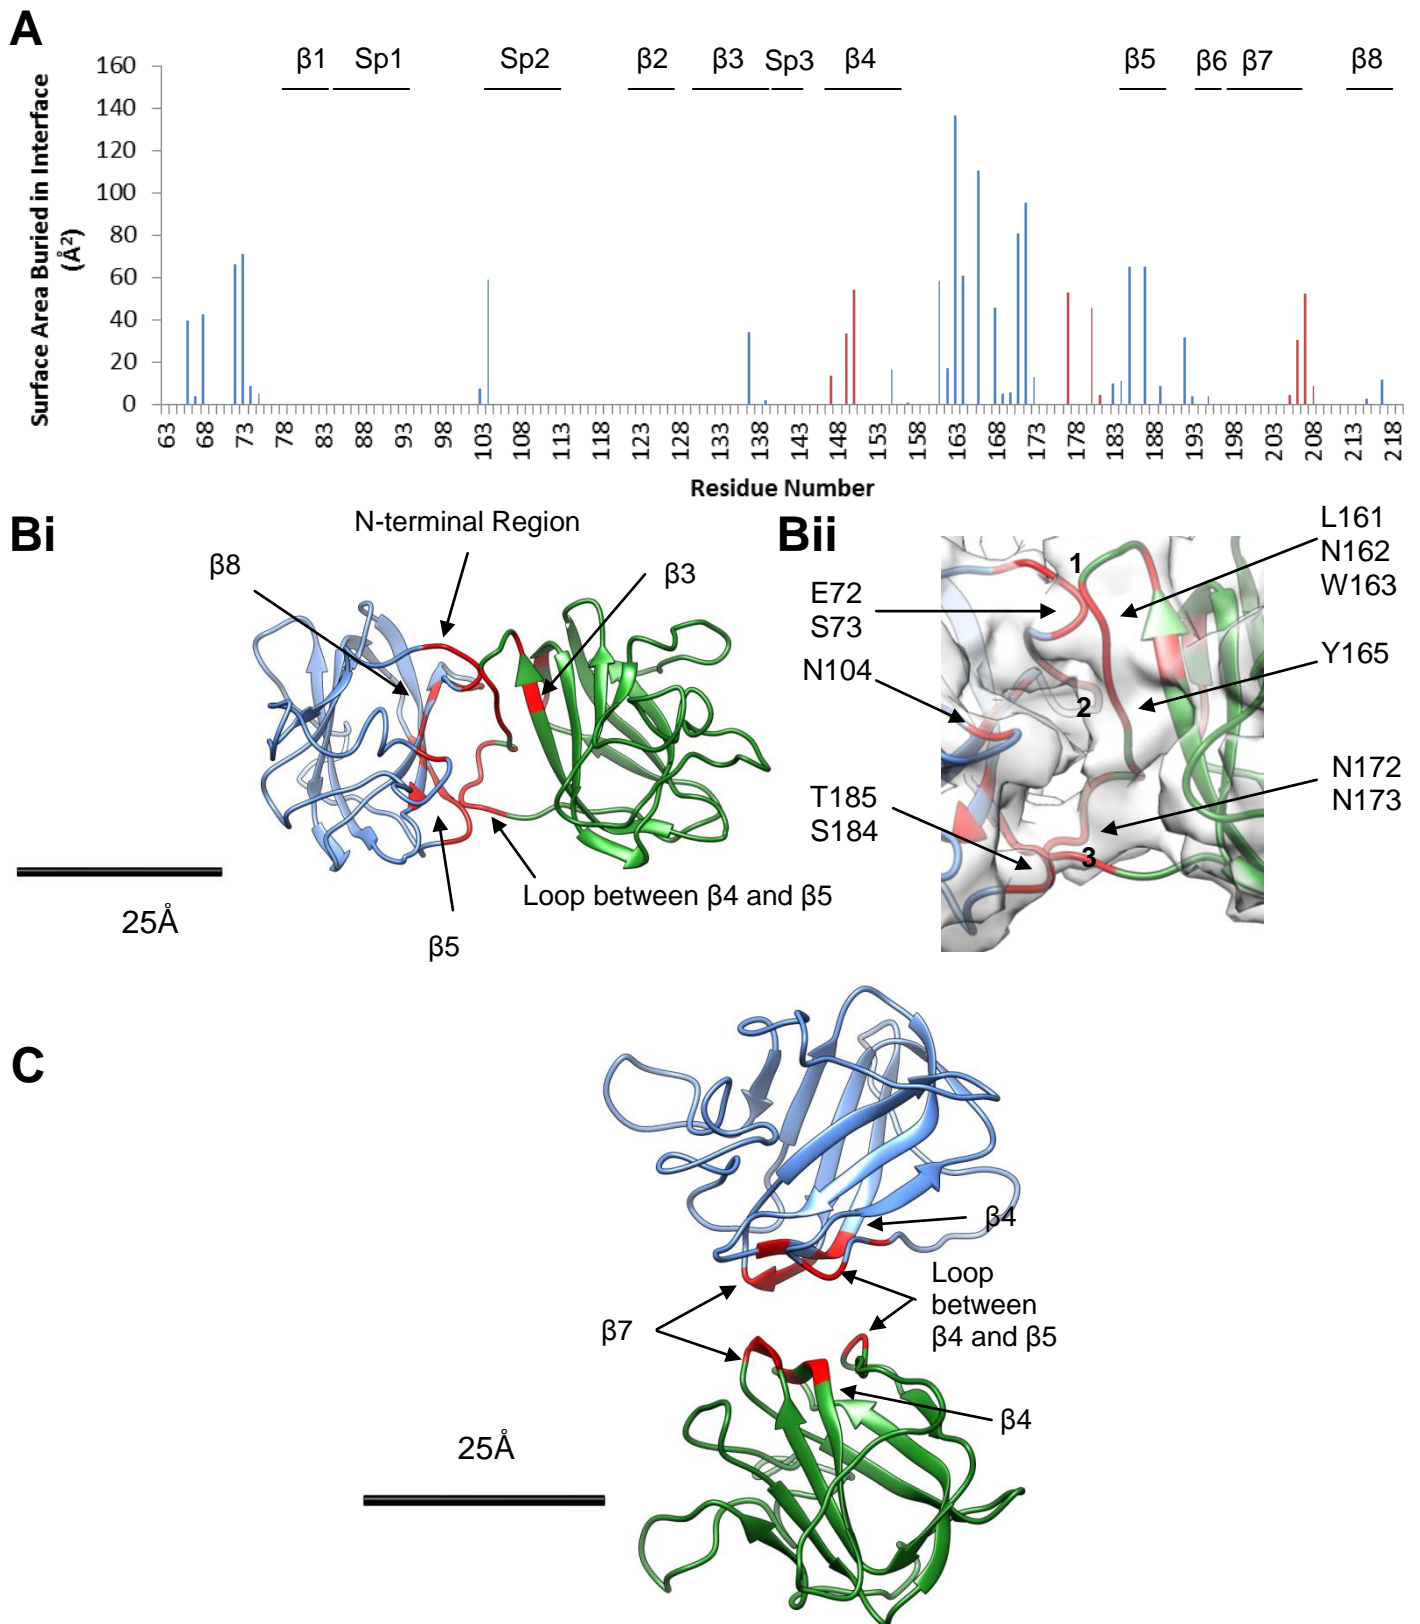 A
β1 Sp1 Sp2 β2 β3 Sp3 β4 β5 β6 β7 β8
Surface Area Buried in Interface
(Å²)
160
140
120
100
80
60
40
20
0
63 68 73 78 83 88 93 98 103 108 113 118 123 128 133 138 143 148 153 158 163 168 173 178 183 188 193 198 203 208 213 218
Residue Number
Bi
N-terminal Region
β8
β3
Loop between β4 and β5
β5
25Å
Bii
L161
N162
W163
E72
S73
Y165
N104
N172
N173
T185
S184
1
2
3
C
β4
Loop
between
β4 and β5
β7
β4
25Å